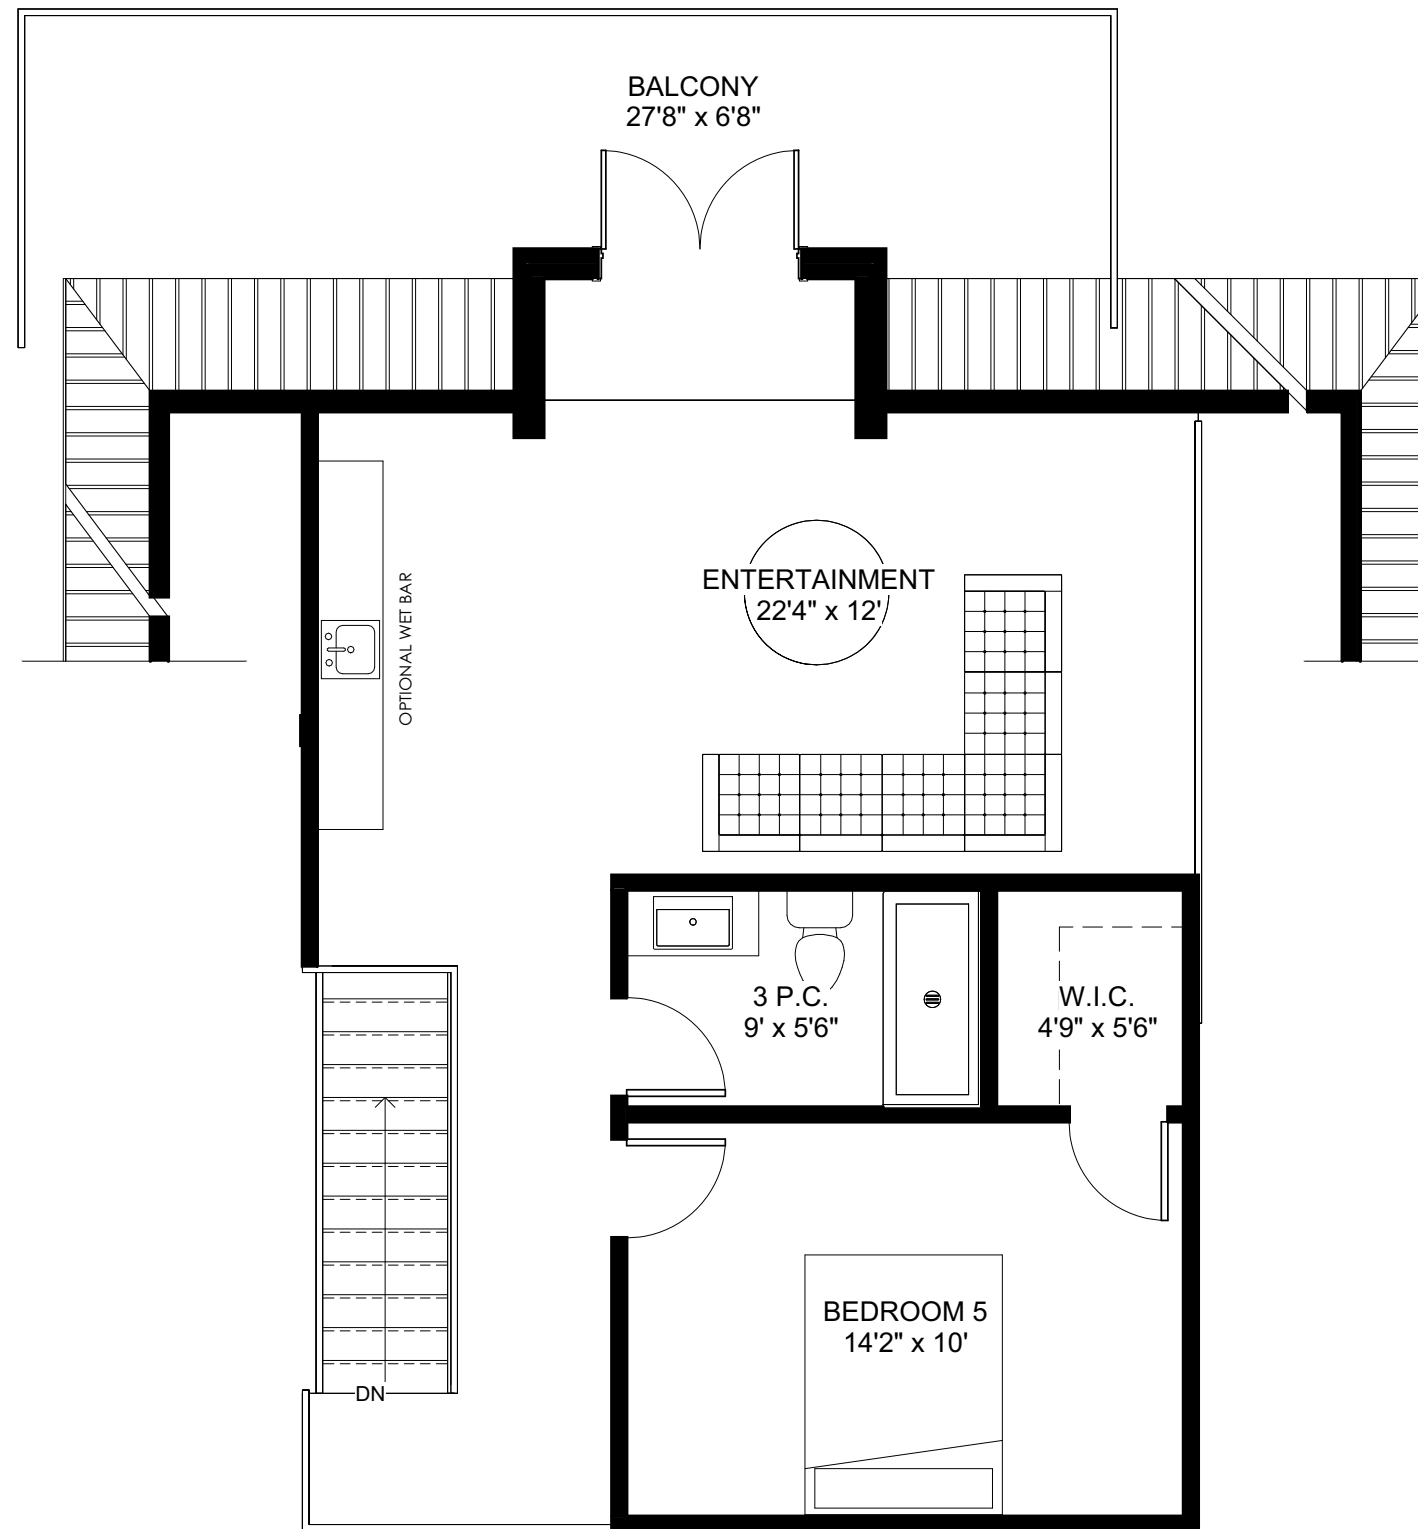 BALCONY
27'8" x 6'8"
ENTERTAINMENT
22'4" x 12'
OPTIONAL WET BAR
3 P.C.
9' x 5'6"
W.I.C.
4'9" x 5'6"
BEDROOM 5
14'2" x 10'
DN